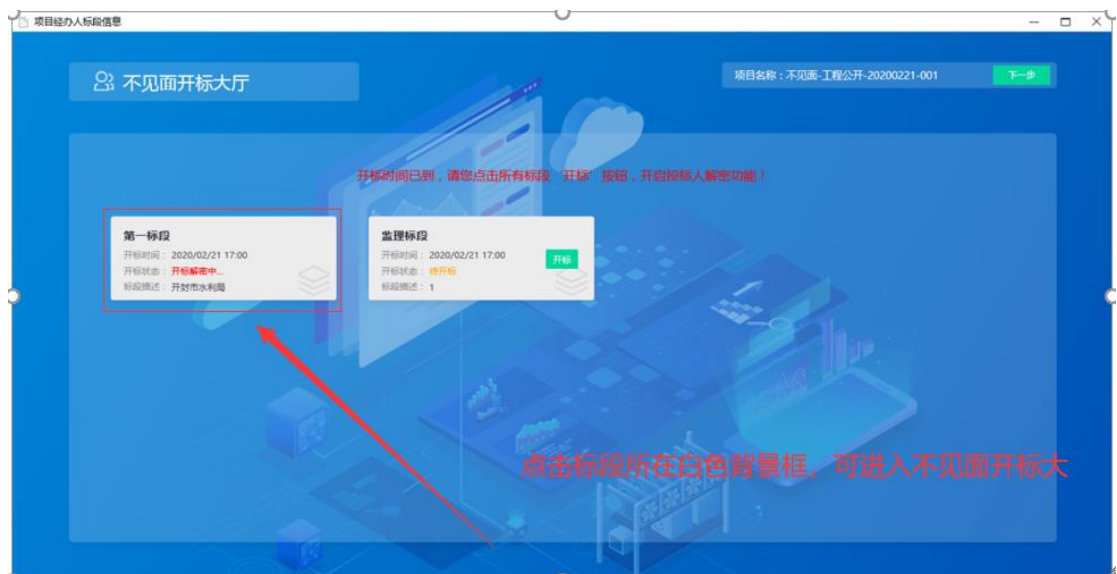 项目经办人标段信息
不见面开标大厅
项目名称：不见面-工程公开-20200221-001
下一步
开标时间已到，请您点击所有标段“开标”按钮，开启投标人解密功能！
第一标段
开标时间： 2020/02/21 17:00
开标状态： 开标解密中...
标段描述： 开封市水利局
监理标段
开标时间： 2020/02/21 17:00
开标状态： 待开标
标段描述： 1
开标
点击标段所在白色背景框，可进入不见面开标大